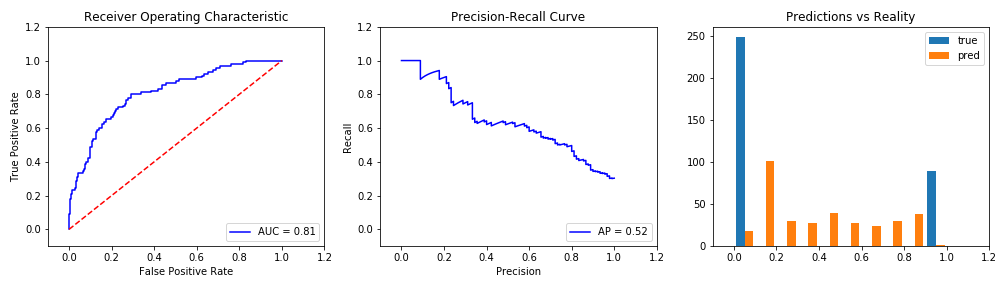 Receiver Operating Characteristic
1.2
1.0
0.8
0.6
0.4
0.2
0.0
True Positive Rate
AUC = 0.81
0.0 0.2 0.4 0.6 0.8 1.0 1.2
False Positive Rate
Precision-Recall Curve
1.2
1.0
0.8
0.6
0.4
0.2
0.0
Recall
AP = 0.52
0.0 0.2 0.4 0.6 0.8 1.0 1.2
Precision
Predictions vs Reality
true
pred
250
200
150
100
50
0
0.0 0.2 0.4 0.6 0.8 1.0 1.2